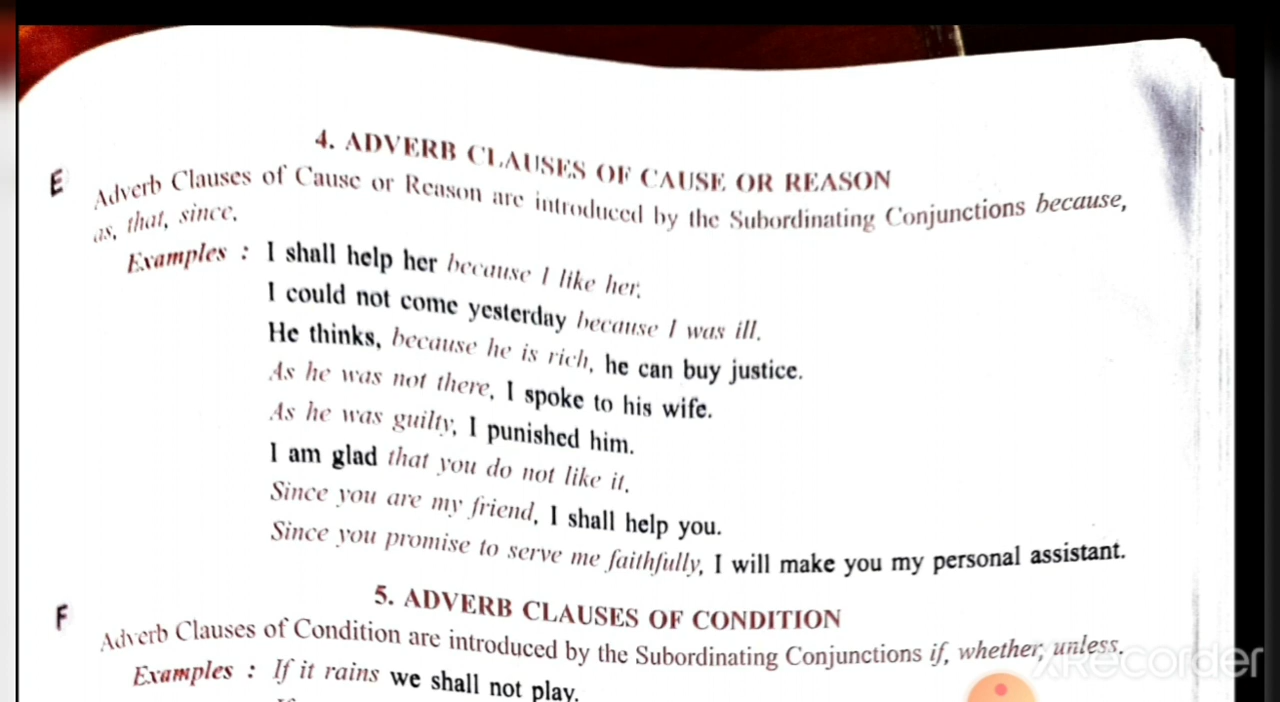 4. ADVERB CLAUSES OF CAUSE OR REASON
E
Adverb Clauses of Cause or Reason are introduced by the Subordinating Conjunctions because,
as, that, since.
Examples : I shall help her because I like her.
I could not come yesterday because I was ill.
He thinks, because he is rich, he can buy justice.
As he was not there, I spoke to his wife.
As he was guilty, I punished him.
I am glad that you do not like it.
Since you are my friend, I shall help you.
Since you promise to serve me faithfully, I will make you my personal assistant.
5. ADVERB CLAUSES OF CONDITION
F
Adverb Clauses of Condition are introduced by the Subordinating Conjunctions if, whether, unless.
XRecorder
Examples : If it rains we shall not play.